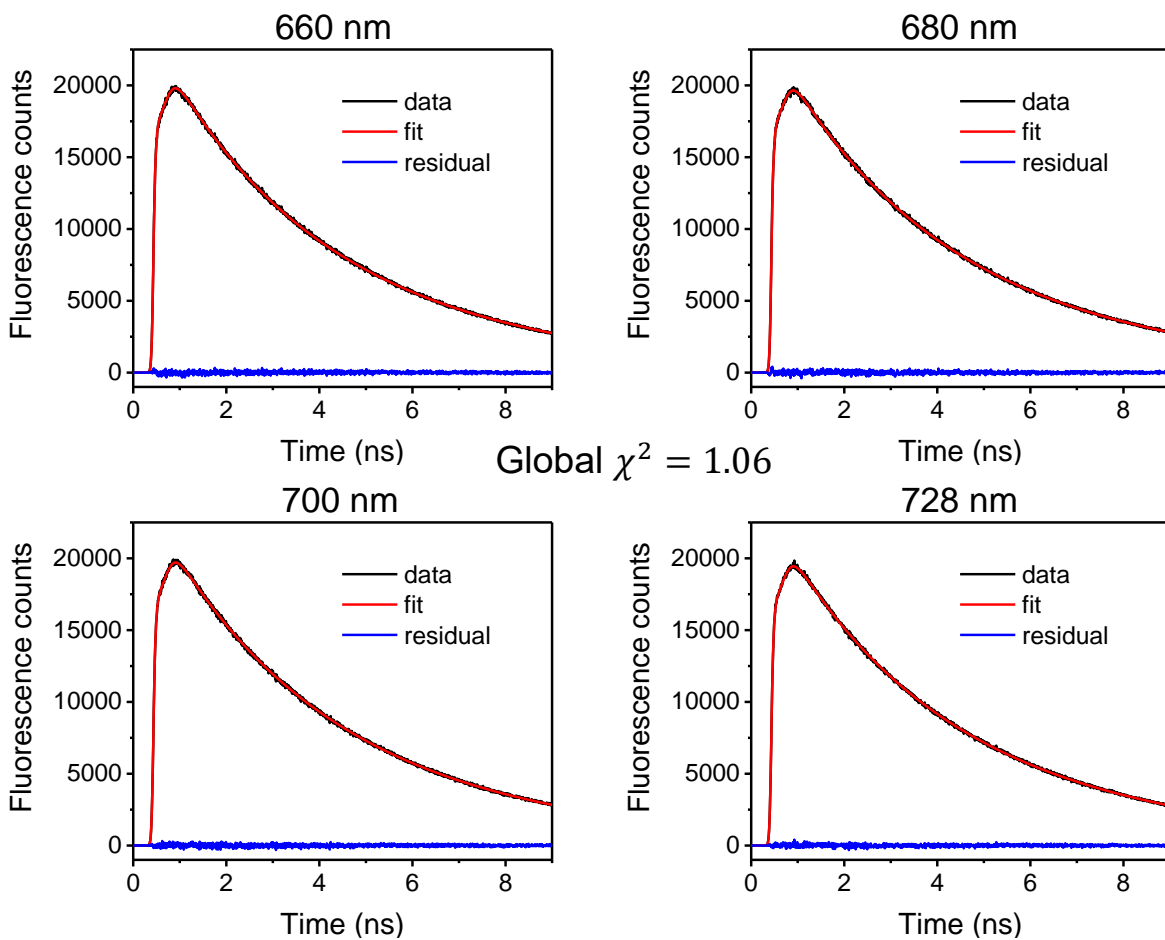 660 nm
Fluorescence counts
20000
15000
10000
5000
0
data
fit
residual
0 2 4 6 8
Time (ns)
680 nm
Fluorescence counts
20000
15000
10000
5000
0
data
fit
residual
0 2 4 6 8
Time (ns)
Global χ² = 1.06
700 nm
Fluorescence counts
20000
15000
10000
5000
0
data
fit
residual
0 2 4 6 8
Time (ns)
728 nm
Fluorescence counts
20000
15000
10000
5000
0
data
fit
residual
0 2 4 6 8
Time (ns)